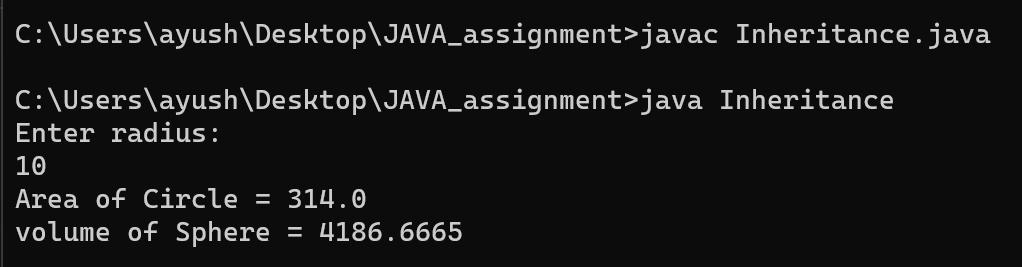 C:\Users\ayush\Desktop\JAVA_assignment>javac Inheritance.java
C:\Users\ayush\Desktop\JAVA_assignment>java Inheritance
Enter radius:
10
Area of Circle = 314.0
volume of Sphere = 4186.6665